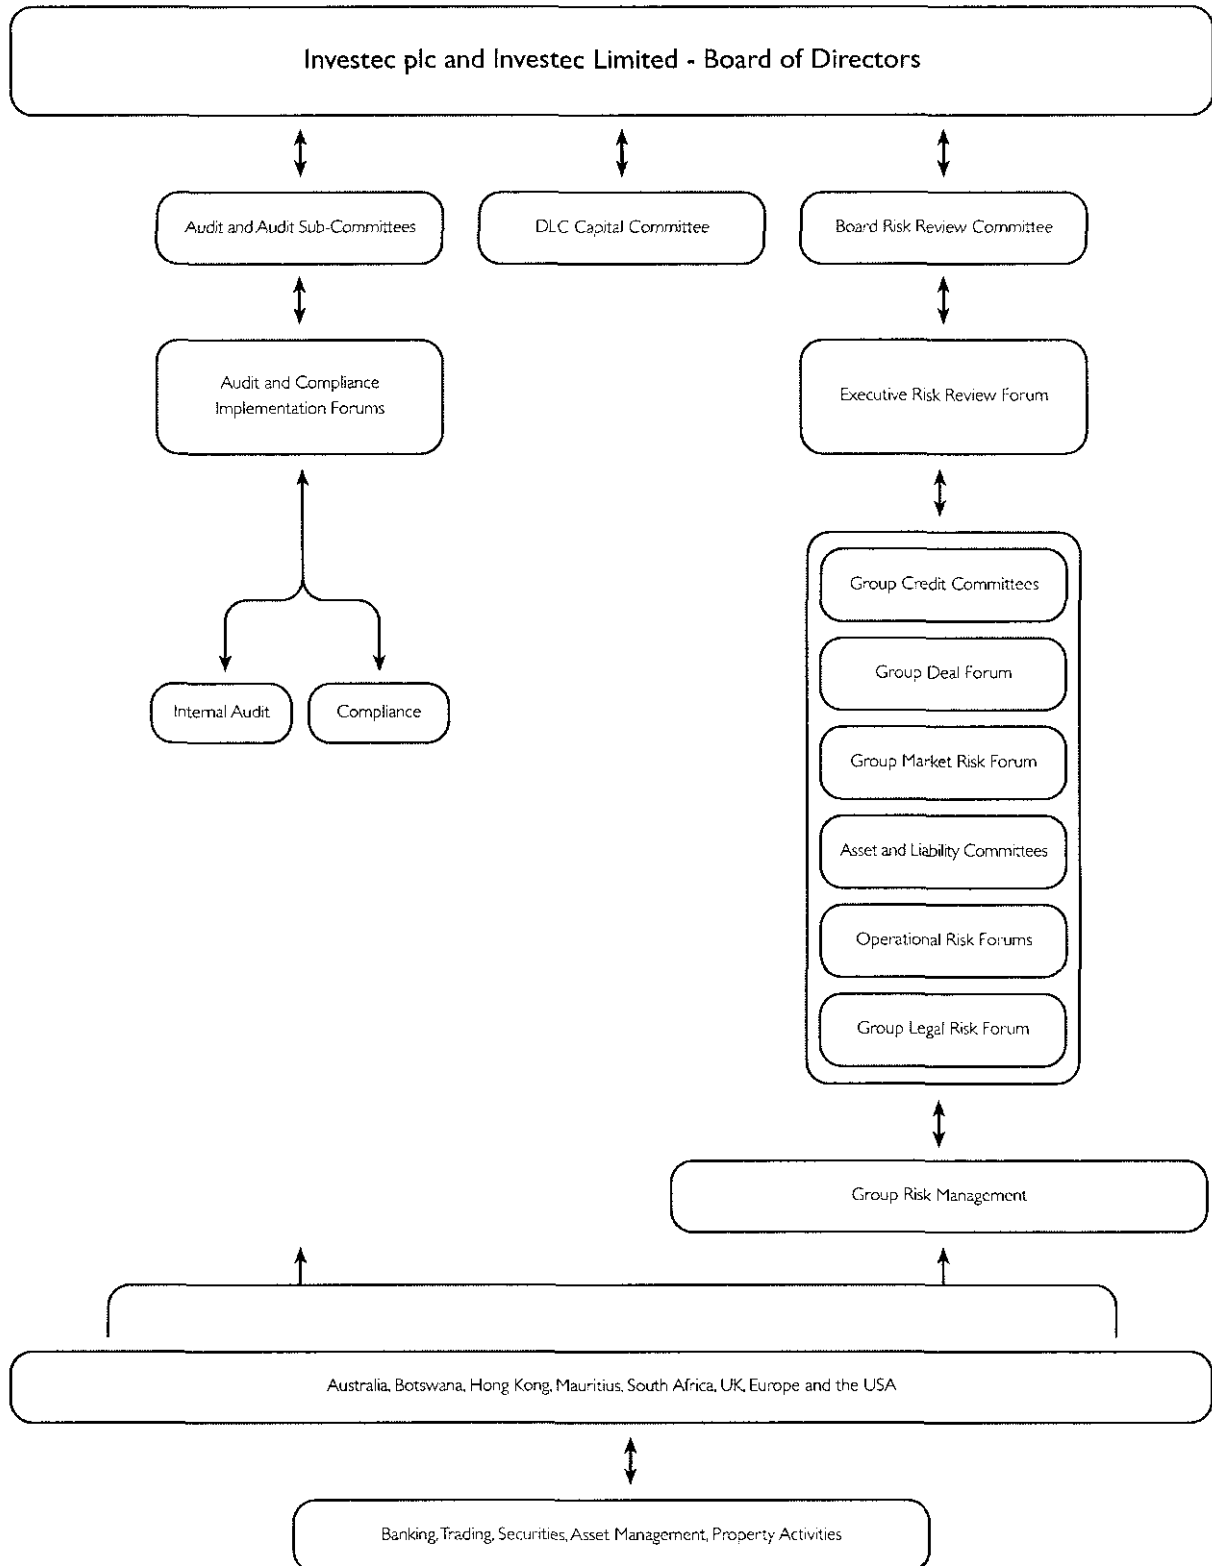 Investec plc and Investec Limited - Board of Directors
Audit and Audit Sub-Committees
DLC Capital Committee
Board Risk Review Committee
Audit and Compliance
Implementation Forums
Executive Risk Review Forum
Group Credit Committees
Group Deal Forum
Group Market Risk Forum
Asset and Liability Committees
Operational Risk Forums
Group Legal Risk Forum
Internal Audit
Compliance
Group Risk Management
Australia, Botswana, Hong Kong, Mauritius, South Africa, UK, Europe and the USA
Banking, Trading, Securities, Asset Management, Property Activities